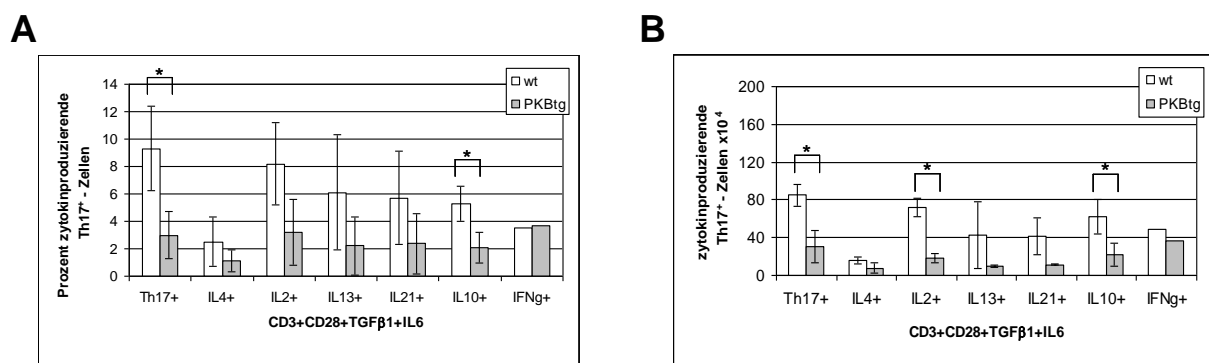 A
Prozent zytokinproduzierende
Th17+ - Zellen
14
12
10
8
6
4
2
0
*
*
wt
PKBtg
Th17+ IL4+ IL2+ IL13+ IL21+ IL10+ IFNg+
CD3+CD28+TGFβ1+IL6
B
zytokinproduzierende
Th17+ - Zellen x10⁴
200
160
120
80
40
0
*
*
*
wt
PKBtg
Th17+ IL4+ IL2+ IL13+ IL21+ IL10+ IFNg+
CD3+CD28+TGFβ1+IL6